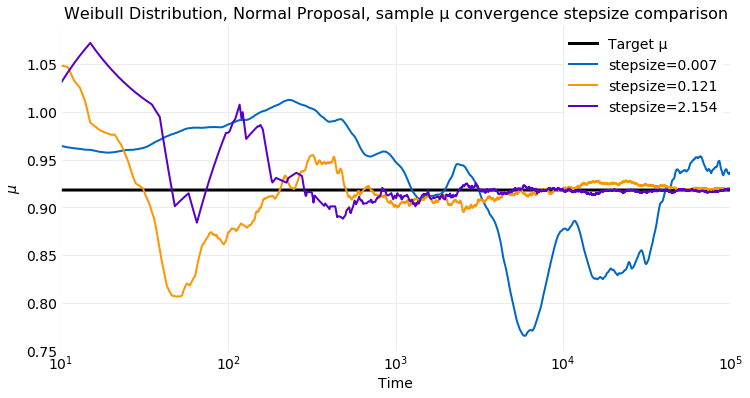 Weibull Distribution, Normal Proposal, sample μ convergence stepsize comparison
Target μ
stepsize=0.007
stepsize=0.121
stepsize=2.154
μ
1.05
1.00
0.95
0.90
0.85
0.80
0.75
10¹ 10² 10³ 10⁴ 10⁵
Time